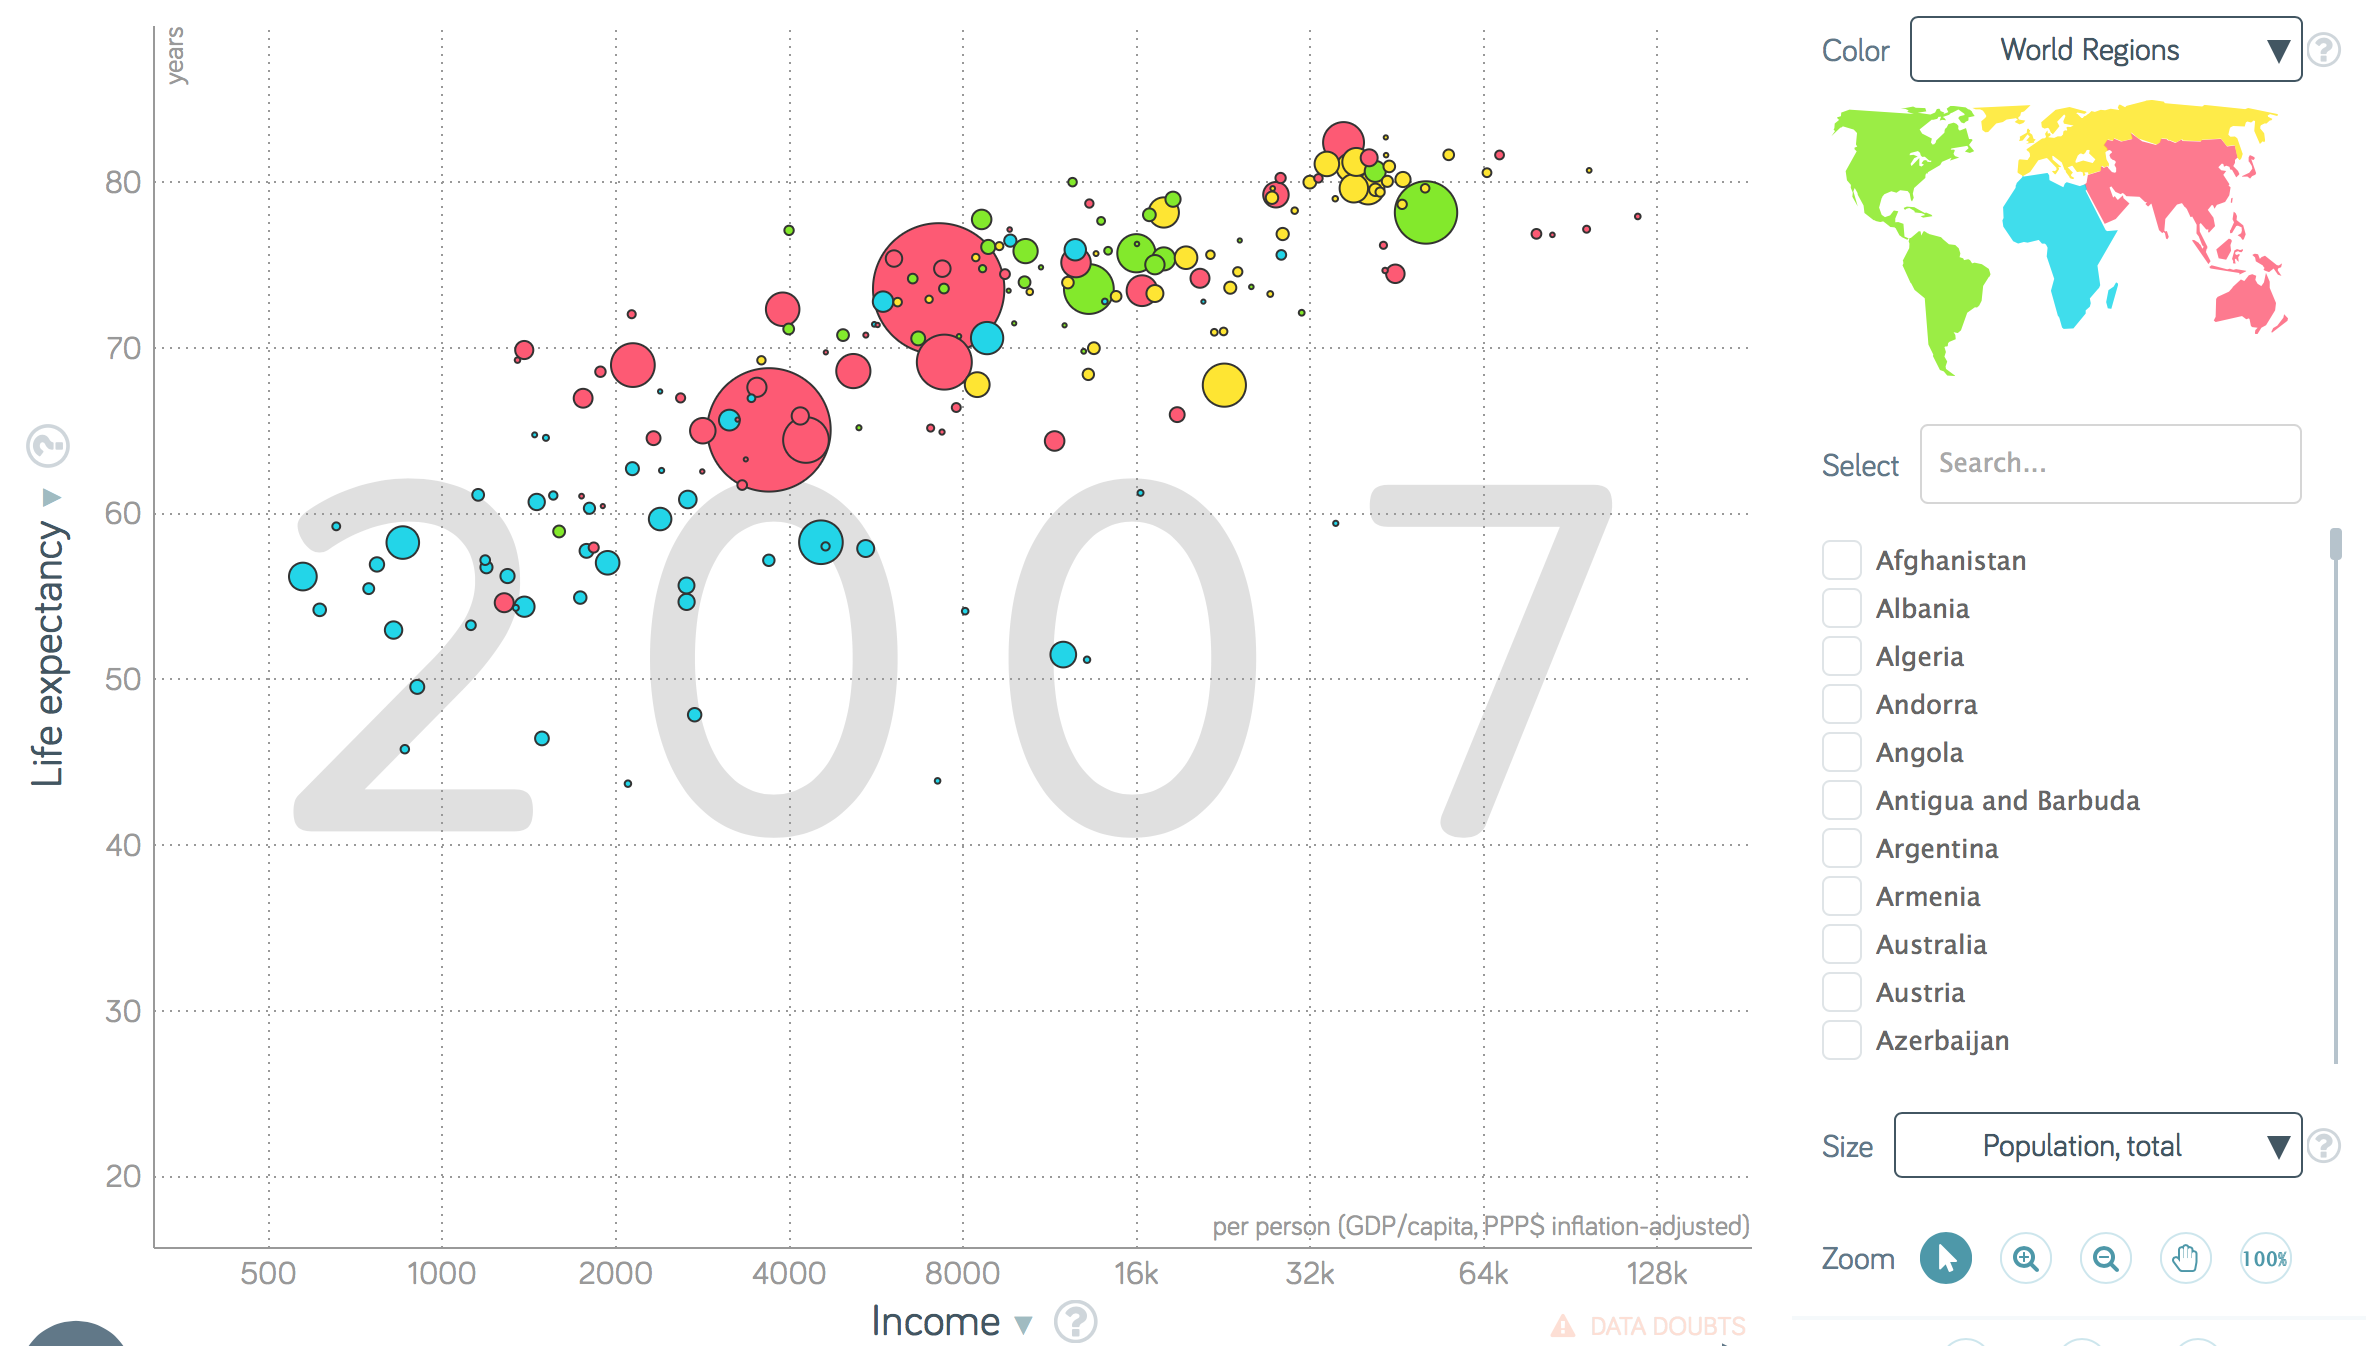 years
Life expectancy ▼ ?
80
70
60
50
40
30
20
2007
per person (GDP/capita, PPP$ inflation-adjusted)
500 1000 2000 4000 8000 16k 32k 64k 128k
Income ▼ ?
DATA DOUBTS
Color World Regions ▼ ?
Select Search...
Afghanistan
Albania
Algeria
Andorra
Angola
Antigua and Barbuda
Argentina
Armenia
Australia
Austria
Azerbaijan
Size Population, total ▼ ?
Zoom 100%